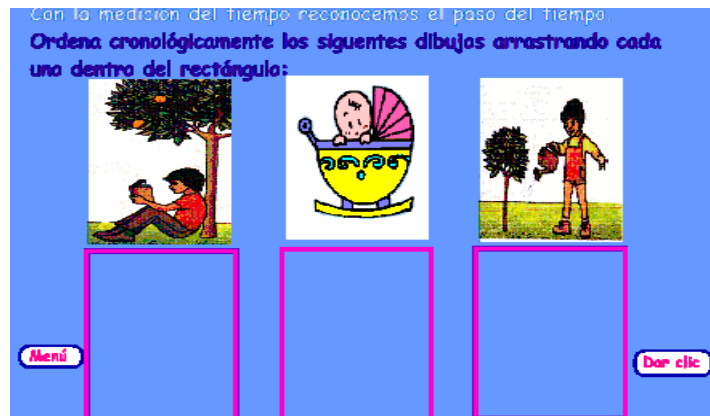 Con la medición del tiempo reconocemos el paso del tiempo.
Ordena cronológicamente los siguentes dibujos arrastrando cada
uno dentro del rectángulo:
Menú
Dar clic